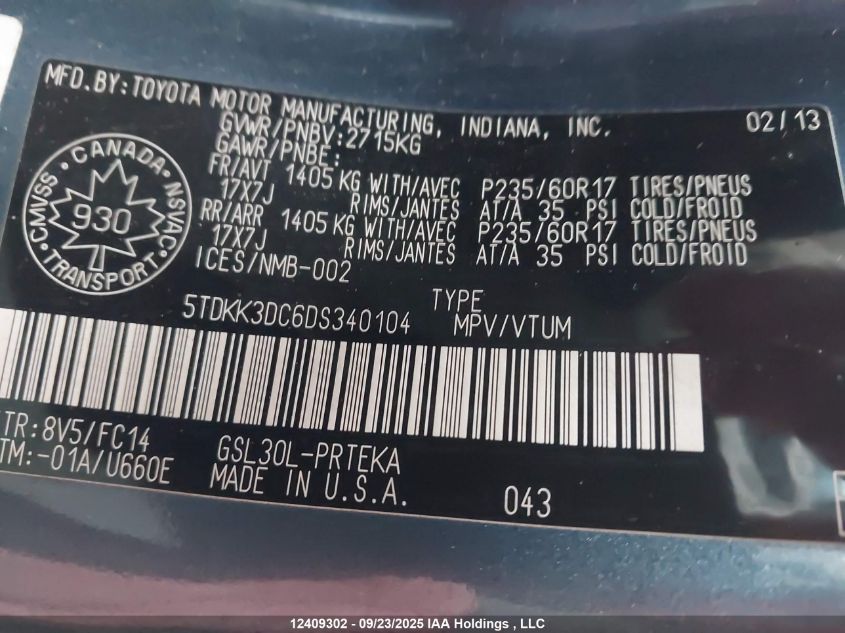 MFD.BY:TOYOTA MOTOR MANUFACTURING, INDIANA, INC. 02/13
GVWR/PNBV:2715KG
GAWR/PNBE:
FR/AVT 1405 KG WITH/AVEC P235/60R17 TIRES/PNEUS
17X7J RIMS/JANTES AT/A 35 PSI COLD/FROID
RR/ARR 1405 KG WITH/AVEC P235/60R17 TIRES/PNEUS
17X7J RIMS/JANTES AT/A 35 PSI COLD/FROID
ICES/NMB-002
CANADA
CMVSS
NSVAC
930
TRANSPORT
5TDKK3DC6DS340104
TYPE
MPV/VTUM
TR:8V5/FC14
TM:-01A/U660E
GSL30L-PRTEKA
MADE IN U.S.A.
043
12409302 - 09/23/2025 IAA Holdings , LLC